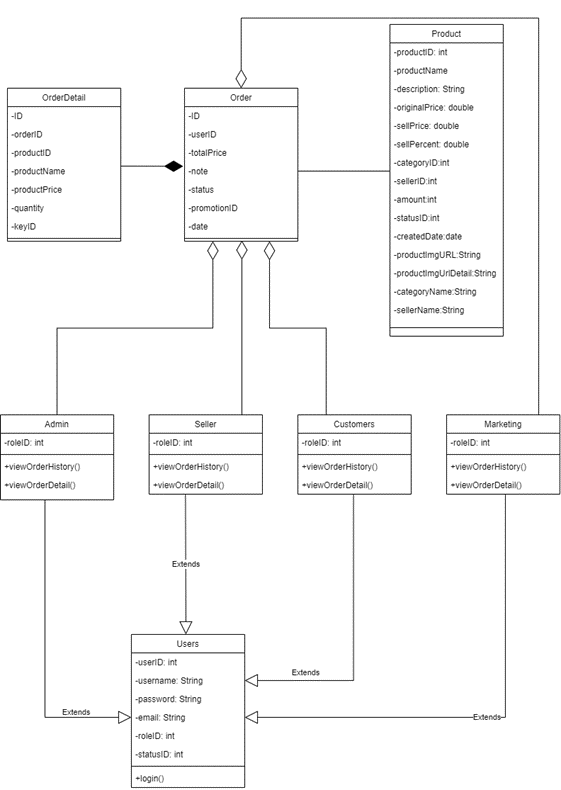 Product
-productID: int
-productName
-description: String
-originalPrice: double
-sellPrice: double
-sellPercent: double
-categoryID:int
-sellerID:int
-amount:int
-statusID:int
-createdDate:date
-productImgURL:String
-productImgUrlDetail:String
-categoryName:String
-sellerName:String
OrderDetail
-ID
-orderID
-productID
-productName
-productPrice
-quantity
-keyID
Order
-ID
-userID
-totalPrice
-note
-status
-promotionID
-date
Admin
-roleID: int
+viewOrderHistory()
+viewOrderDetail()
Seller
-roleID: int
+viewOrderHistory()
+viewOrderDetail()
Customers
-roleID: int
+viewOrderHistory()
+viewOrderDetail()
Marketing
-roleID: int
+viewOrderHistory()
+viewOrderDetail()
Extends
Extends
Extends
Extends
Users
-userID: int
-username: String
-password: String
-email: String
-roleID: int
-statusID: int
+login()